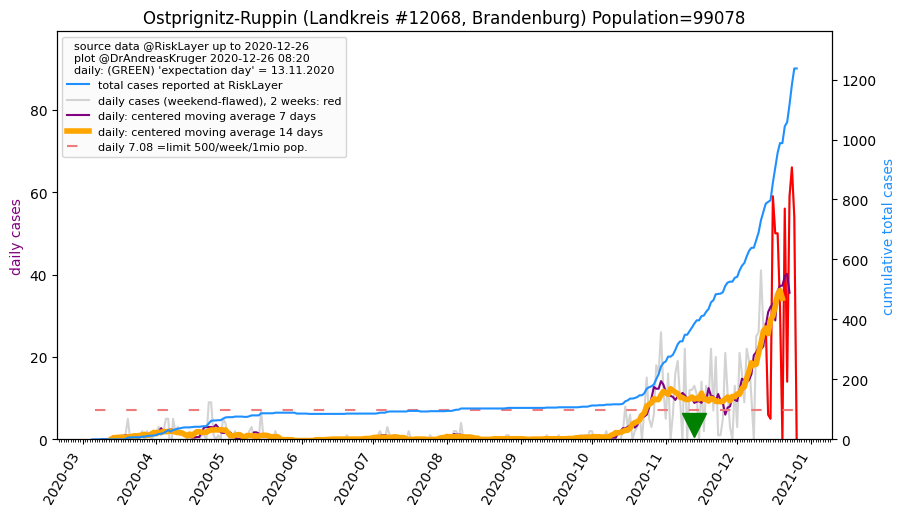 Ostprignitz-Ruppin (Landkreis #12068, Brandenburg) Population=99078
source data @RiskLayer up to 2020-12-26
plot @DrAndreasKruger 2020-12-26 08:20
daily: (GREEN) 'expectation day' = 13.11.2020
total cases reported at RiskLayer
daily cases (weekend-flawed), 2 weeks: red
daily: centered moving average 7 days
daily: centered moving average 14 days
daily 7.08 =limit 500/week/1mio pop.
daily cases
80
60
40
20
0
cumulative total cases
1200
1000
800
600
400
200
0
2020-03
2020-04
2020-05
2020-06
2020-07
2020-08
2020-09
2020-10
2020-11
2020-12
2021-01